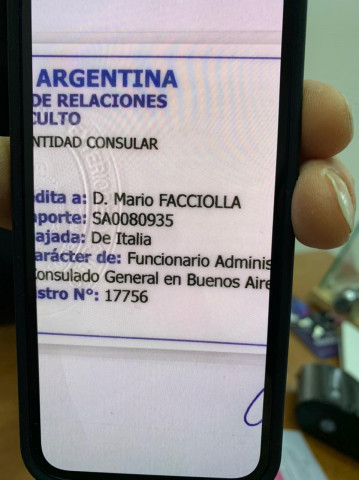 ARGENTINA
DE RELACIONES
CULTO
NTIDAD CONSULAR
dita a: D. Mario FACCIOLLA
aporte: SA0080935
ajada: De Italia
arácter de: Funcionario Adminis
Consulado General en Buenos Aire
stro N°: 17756